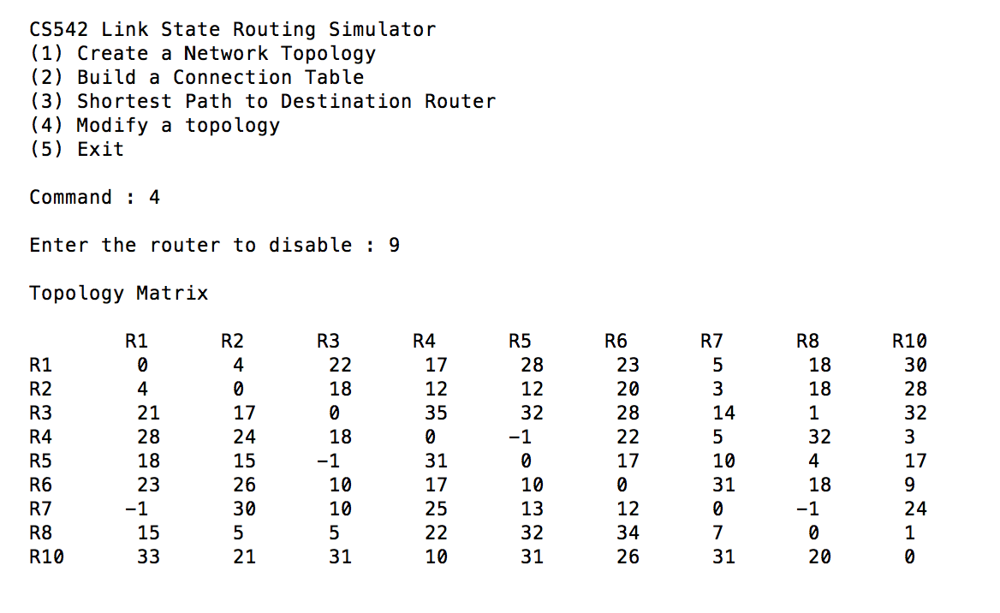 CS542 Link State Routing Simulator
(1) Create a Network Topology
(2) Build a Connection Table
(3) Shortest Path to Destination Router
(4) Modify a topology
(5) Exit
Command : 4
Enter the router to disable : 9
Topology Matrix
R1 R2 R3 R4 R5 R6 R7 R8 R10
R1 0 4 22 17 28 23 5 18 30
R2 4 0 18 12 12 20 3 18 28
R3 21 17 0 35 32 28 14 1 32
R4 28 24 18 0 -1 22 5 32 3
R5 18 15 -1 31 0 17 10 4 17
R6 23 26 10 17 10 0 31 18 9
R7 -1 30 10 25 13 12 0 -1 24
R8 15 5 5 22 32 34 7 0 1
R10 33 21 31 10 31 26 31 20 0